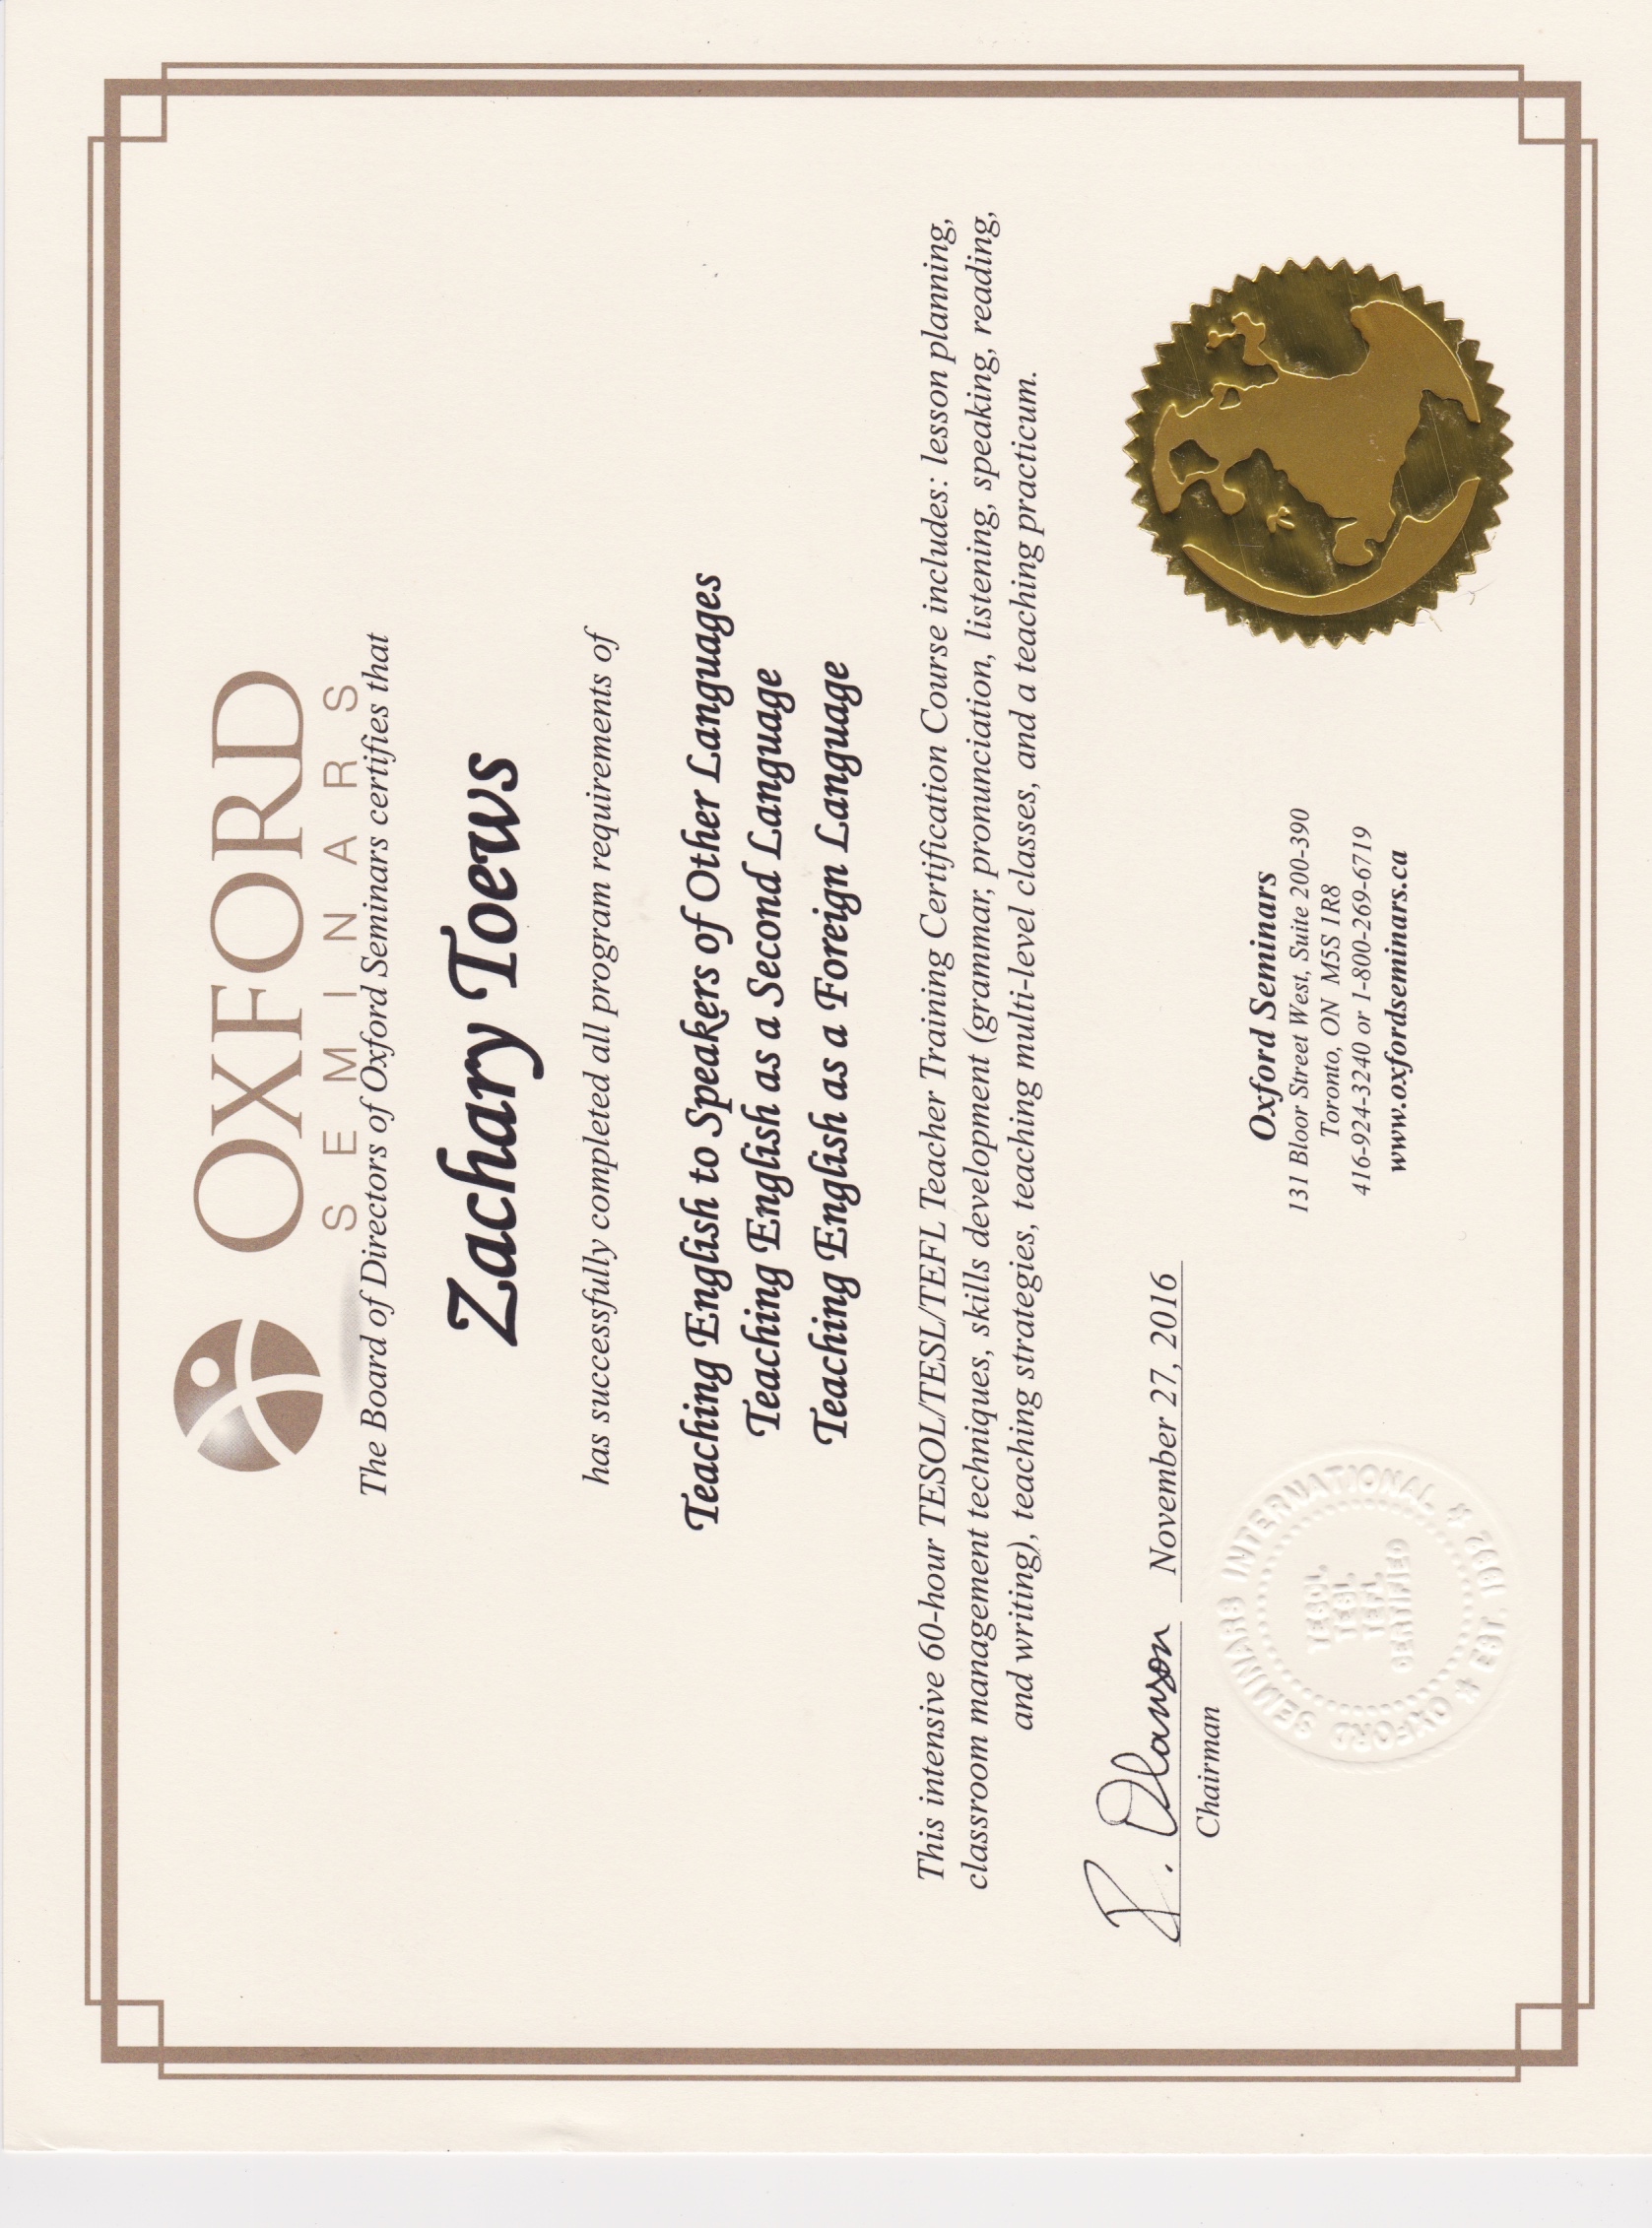 OXFORD
SEMINARS
The Board of Directors of Oxford Seminars certifies that
Zachary Toews
has successfully completed all program requirements of
Teaching English to Speakers of Other Languages
Teaching English as a Second Language
Teaching English as a Foreign Language
This intensive 60-hour TESOL/TESL/TEFL Teacher Training Certification Course includes: lesson planning,
classroom management techniques, skills development (grammar, pronunciation, listening, speaking, reading,
and writing), teaching strategies, teaching multi-level classes, and a teaching practicum.
R. Olawson November 27, 2016
Chairman
OXFORD SEMINARS INTERNATIONAL
TESOL
TESL
TEFL
CERTIFIED
EST. 1992
Oxford Seminars
131 Bloor Street West, Suite 200-390
Toronto, ON M5S 1R8
416-924-3240 or 1-800-269-6719
www.oxfordseminars.ca